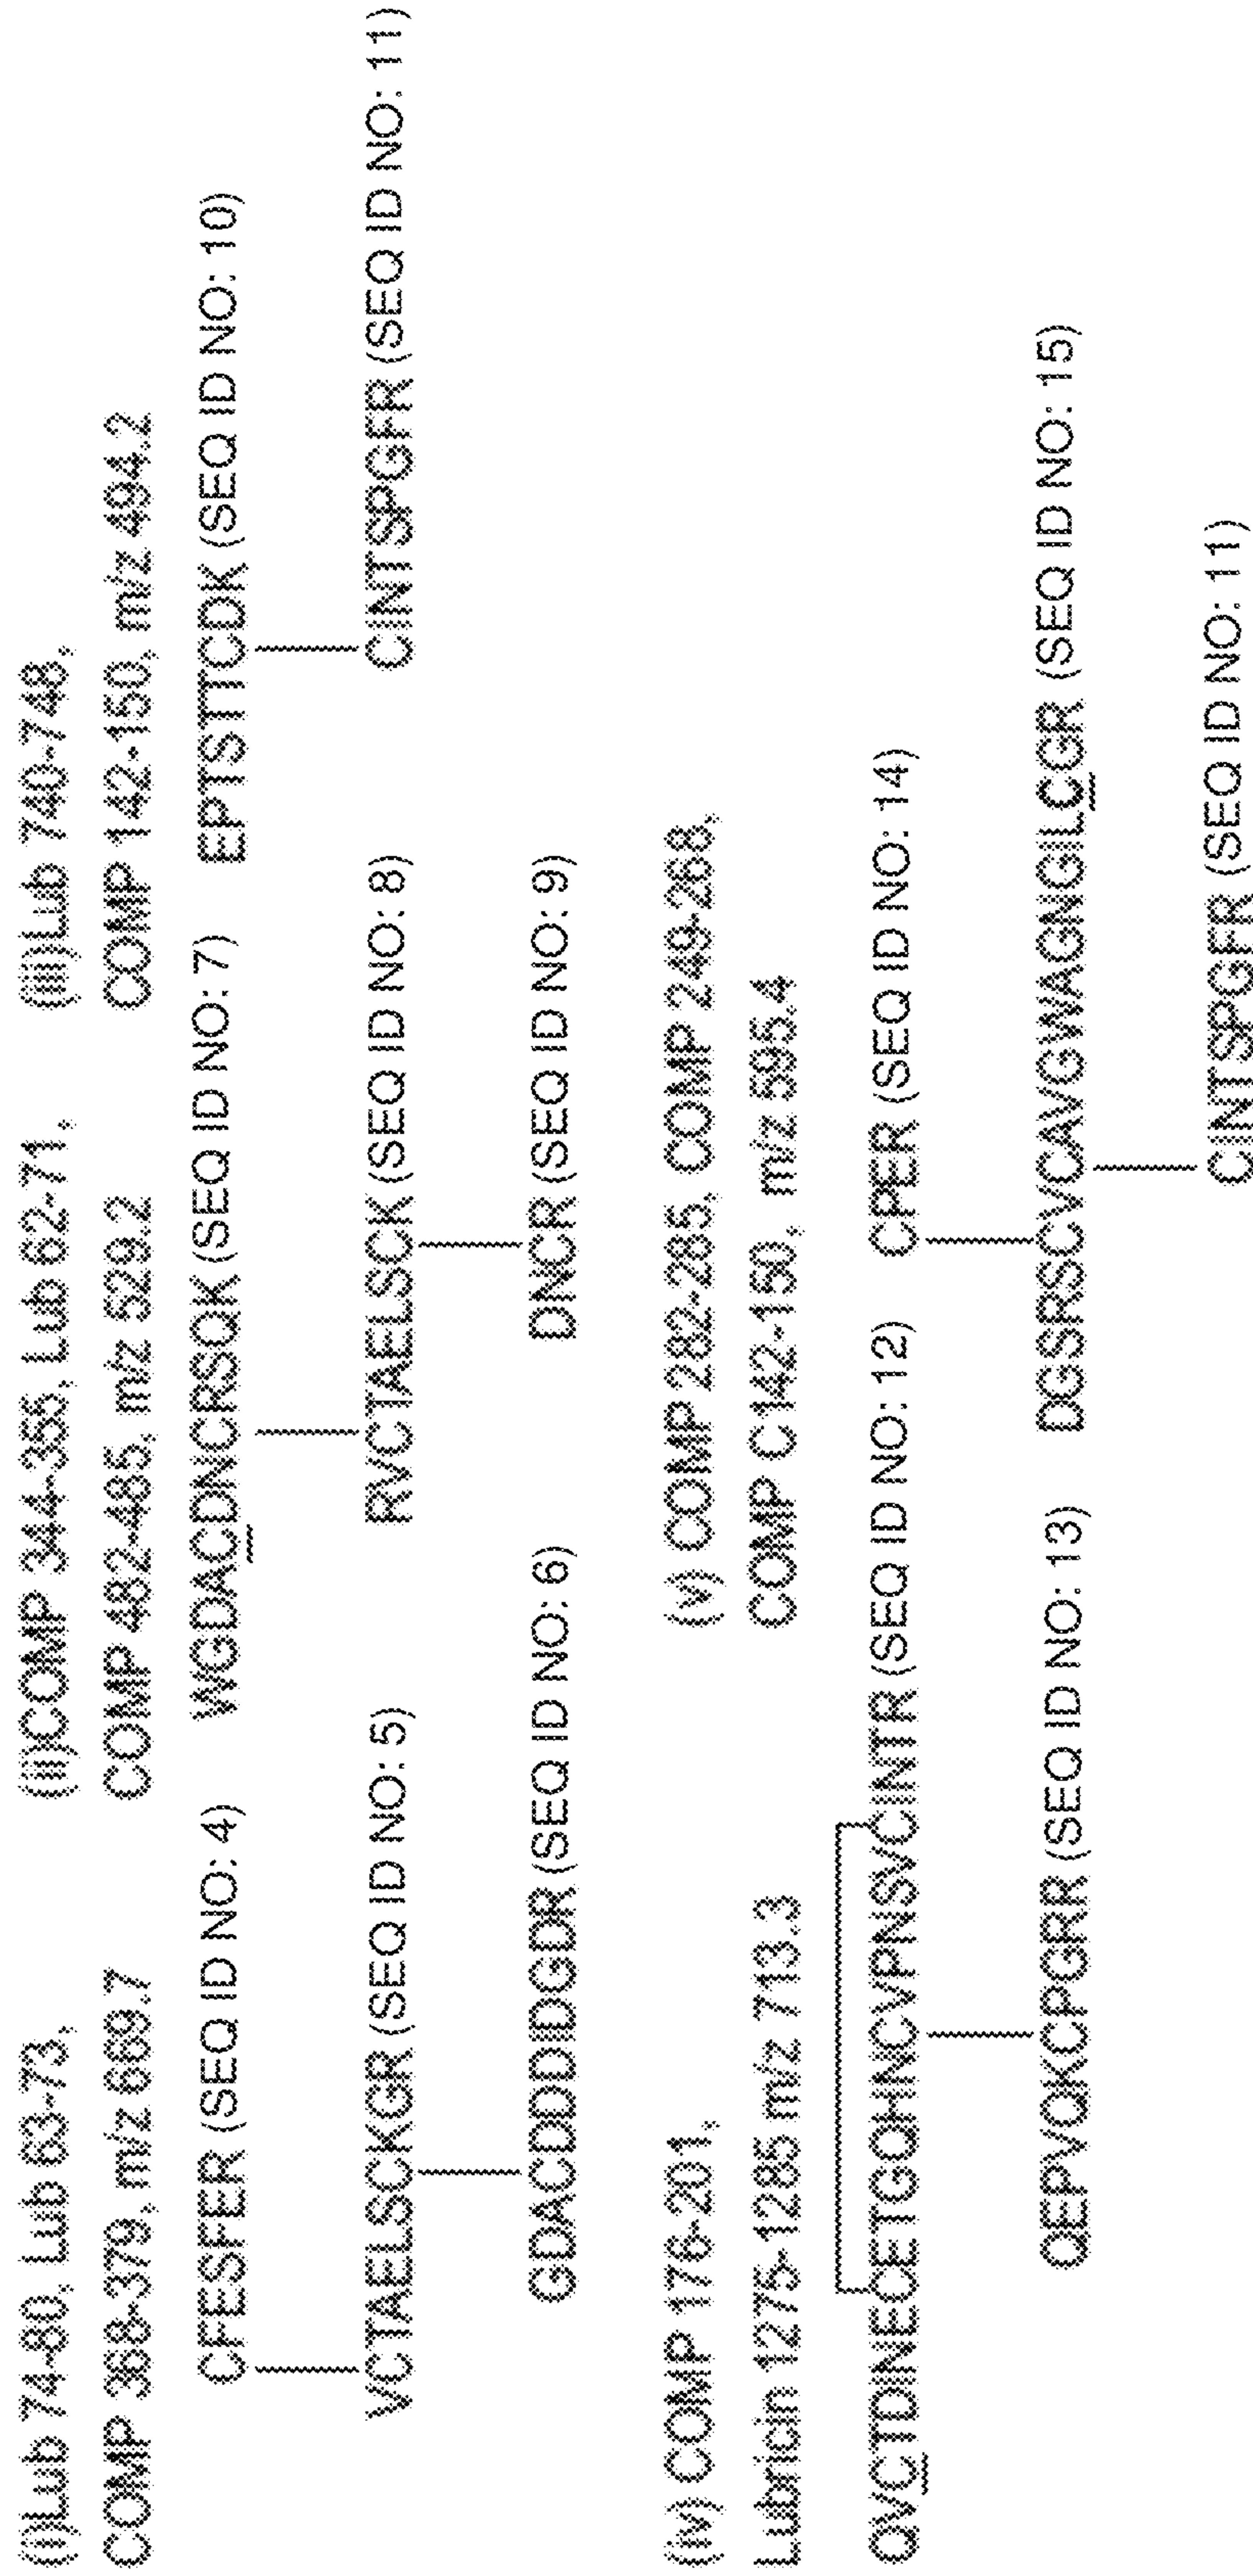 (i)Lub 74-80, Lub 63-73,
COMP 368-379, m/z 669.7
CFESFER (SEQ ID NO: 4)
VCTAELSCKGR (SEQ ID NO: 5)
GDACDDDIDGDR (SEQ ID NO: 6)
(ii)COMP 344-355, Lub 62-71,
COMP 482-485, m/z 529.2
WGDACDNCRSQK (SEQ ID NO: 7)
RVCTAELSCK (SEQ ID NO: 8)
DNCR (SEQ ID NO: 9)
(iii)Lub 740-748,
COMP 142-150, m/z 494.2
EPTSTTCDK (SEQ ID NO: 10)
CINTSPGFR (SEQ ID NO: 11)
(iv) COMP 176-201,
Lubricin 1275-1285 m/z 713.3
QVCTDINECETGQHNCVPNSVCINTR (SEQ ID NO: 12)
QEPVQKCPGRR (SEQ ID NO: 13)
(v) COMP 282-285, COMP 249-268,
COMP C142-150, m/z 595.4
CPER (SEQ ID NO: 14)
DGSRSCVCAVGWAGNGILCGR (SEQ ID NO: 15)
CINTSPGFR (SEQ ID NO: 11)